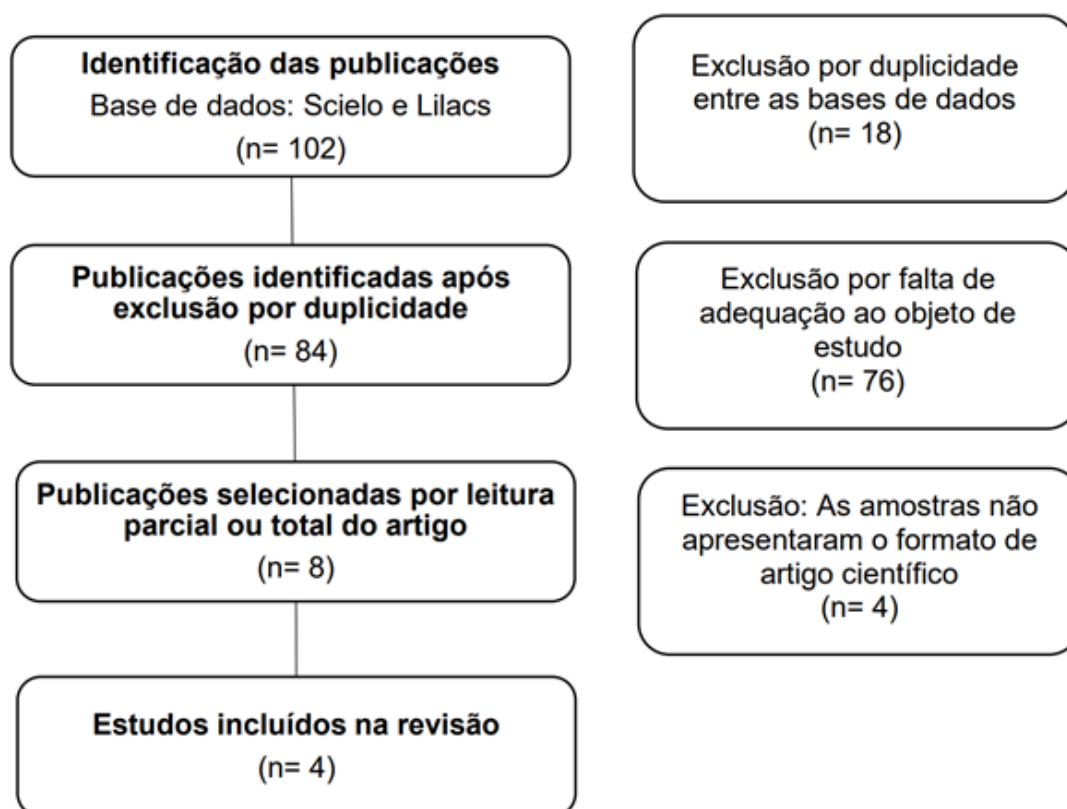 Identificação das publicações
Base de dados: Scielo e Lilacs
(n= 102)
Exclusão por duplicidade
entre as bases de dados
(n= 18)
Publicações identificadas após
exclusão por duplicidade
(n= 84)
Exclusão por falta de
adequação ao objeto de
estudo
(n= 76)
Publicações selecionadas por leitura
parcial ou total do artigo
(n= 8)
Exclusão: As amostras não
apresentaram o formato de
artigo científico
(n= 4)
Estudos incluídos na revisão
(n= 4)